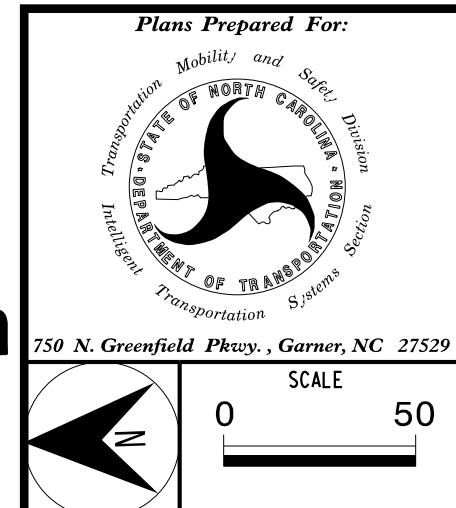 Plans Prepared For:
Transportation Mobility and Safety Division
STATE OF NORTH CAROLINA
DEPARTMENT OF TRANSPORTATION
Intelligent Transportation Systems Section
750 N. Greenfield Pkwy., Garner, NC 27529
N
SCALE
0 50